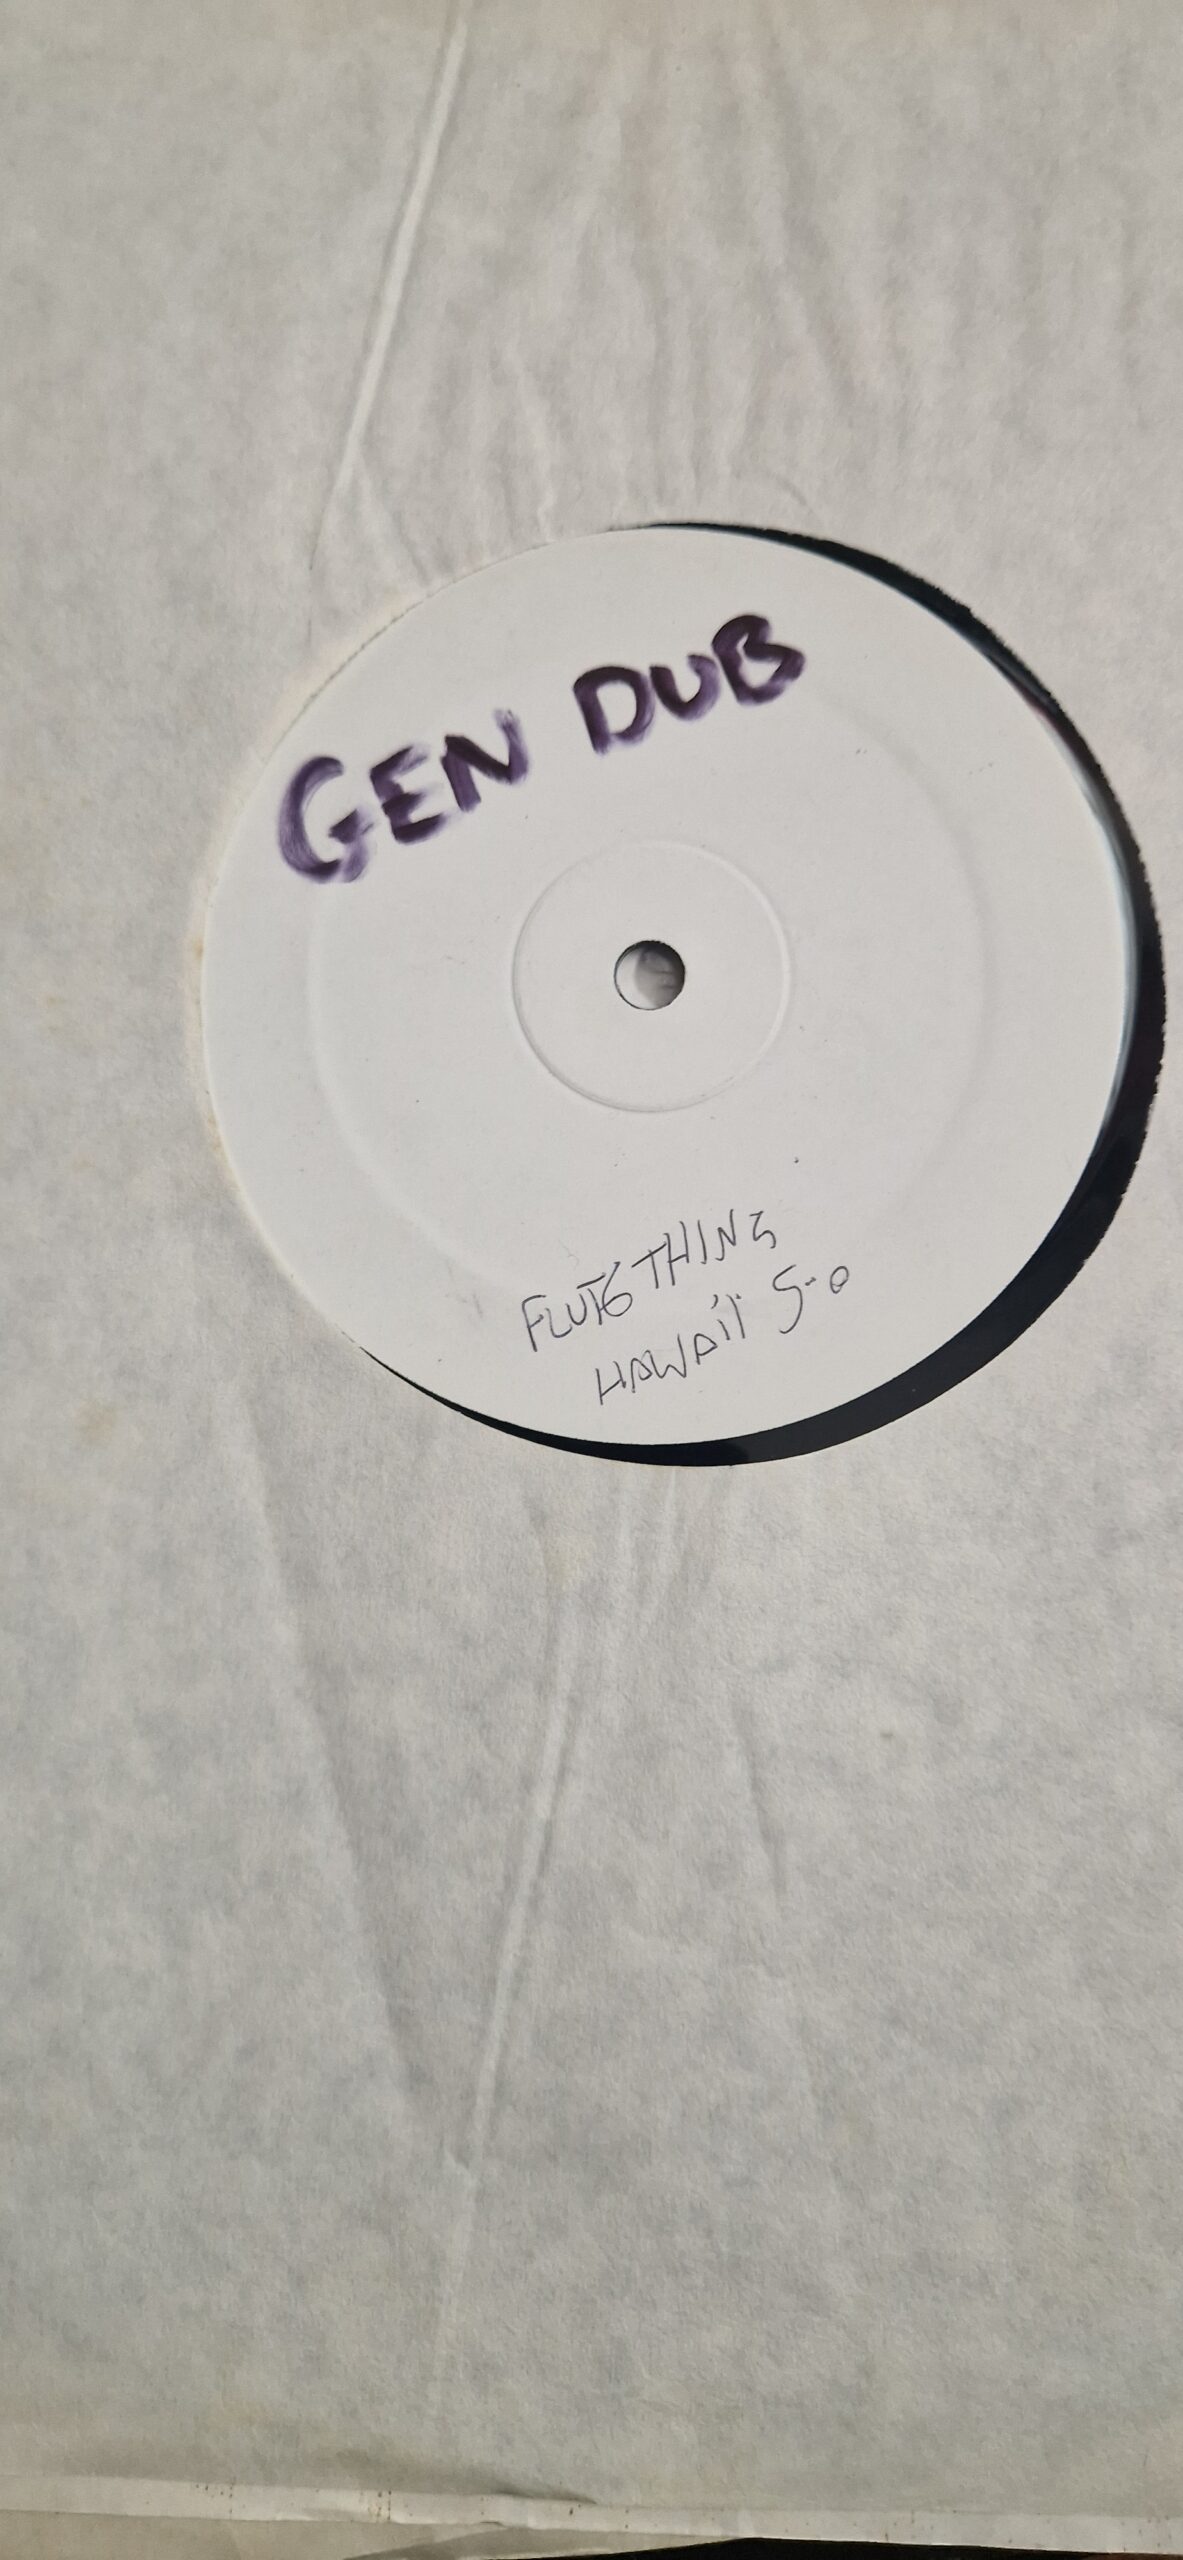 GEN DUB
FLUTE THING
HAWAII 5-0